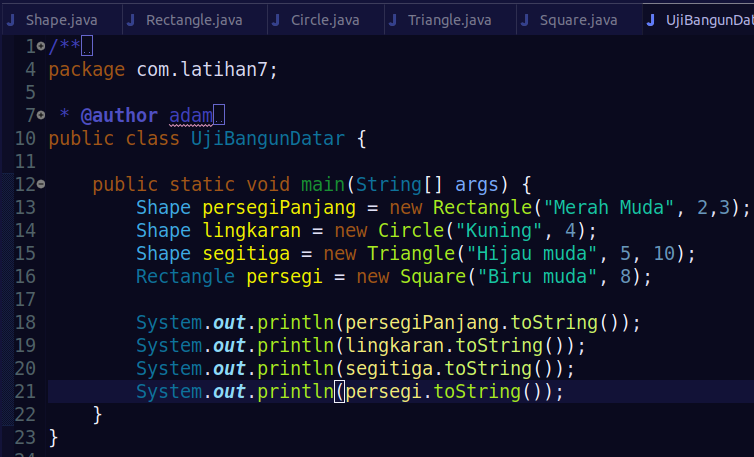 Shape.java Rectangle.java Circle.java Triangle.java Square.java UjiBangunDat
1 /**
4 package com.latihan7;
5
7 * @author adam
10 public class UjiBangunDatar {
11
12 public static void main(String[] args) {
13 Shape persegiPanjang = new Rectangle("Merah Muda", 2,3);
14 Shape lingkaran = new Circle("Kuning", 4);
15 Shape segitiga = new Triangle("Hijau muda", 5, 10);
16 Rectangle persegi = new Square("Biru muda", 8);
17
18 System.out.println(persegiPanjang.toString());
19 System.out.println(lingkaran.toString());
20 System.out.println(segitiga.toString());
21 System.out.println(persegi.toString());
22 }
23 }